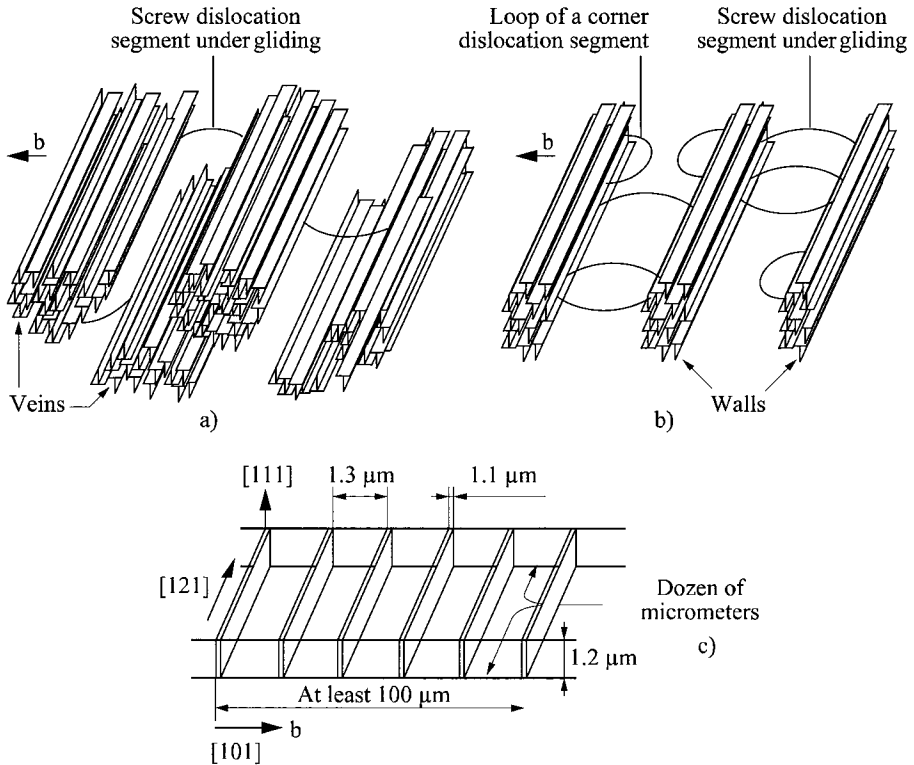 Screw dislocation
segment under gliding
b
Veins
a)
Loop of a corner
dislocation segment
Screw dislocation
segment under gliding
b
Walls
b)
[111]
1.3 µm
1.1 µm
[121]
Dozen of
micrometers
c)
1.2 µm
At least 100 µm
b
[101]